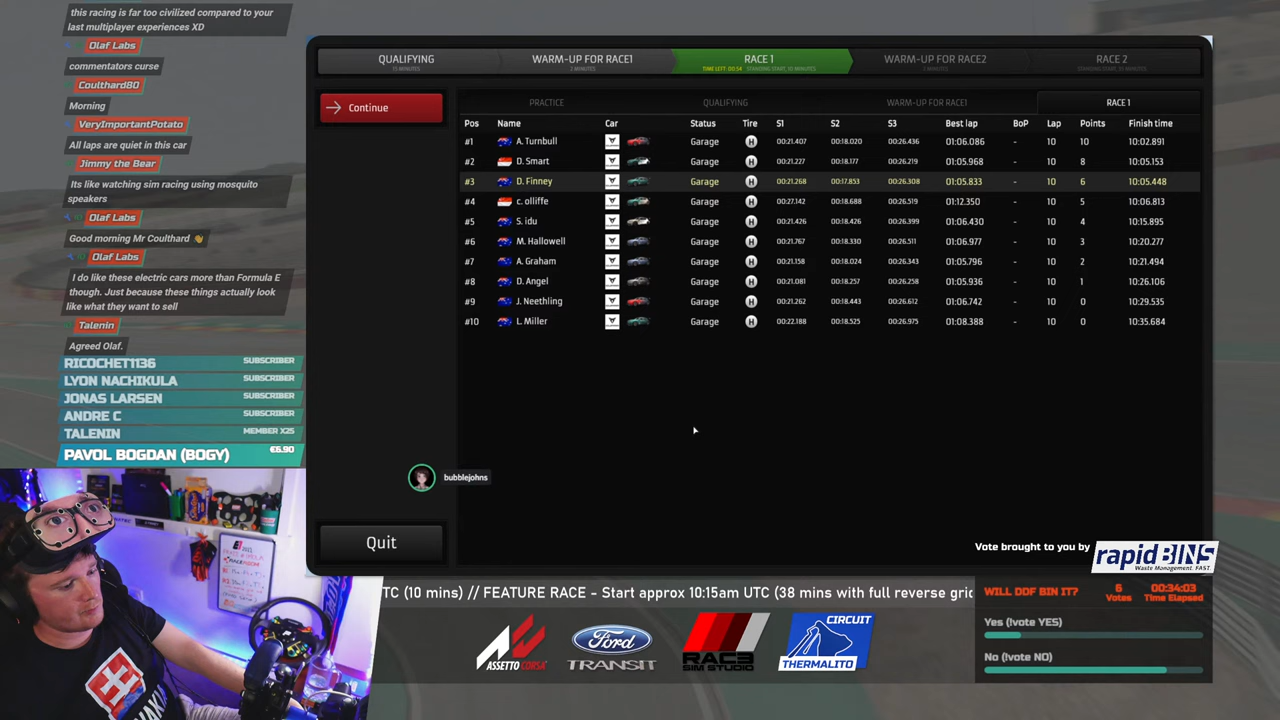 this racing is far too civilized compared to your
last multiplayer experiences XD
Olaf Labs
commentators curse
Coulthard80
Morning
VeryImportantPotato
All laps are quiet in this car
Jimmy the Bear
Its like watching sim racing using mosquito
speakers
Olaf Labs
Good morning Mr Coulthard 👋
Olaf Labs
I do like these electric cars more than Formula E
though. Just because these things actually look
like what they want to sell
Talenin
Agreed Olaf.
RICOCHET1136 SUBSCRIBER
LYON NACHIKULA SUBSCRIBER
JONAS LARSEN SUBSCRIBER
ANDRE C SUBSCRIBER
TALENIN MEMBER X25
PAVOL BOGDAN (BOGY) €6.90
QUALIFYING WARM-UP FOR RACE1 RACE 1 WARM-UP FOR RACE2 RACE 2
Continue
PRACTICE QUALIFYING WARM-UP FOR RACE1 RACE 1
Pos Name Car Status Tire S1 S2 S3 Best lap BoP Lap Points Finish time
#1 A. Turnbull Garage H 00:21.407 00:18.020 00:26.436 01:06.086 - 10 10 10:02.891
#2 D. Smart Garage H 00:21.227 00:18.177 00:26.219 01:05.968 - 10 8 10:05.153
#3 D. Finney Garage H 00:21.268 00:17.853 00:26.308 01:05.833 - 10 6 10:05.448
#4 c. olliffe Garage H 00:27.142 00:18.688 00:26.519 01:12.350 - 10 5 10:06.813
#5 S. idu Garage H 00:21.426 00:18.426 00:26.399 01:06.430 - 10 4 10:15.895
#6 M. Hallowell Garage H 00:21.767 00:18.330 00:26.511 01:06.977 - 10 3 10:20.277
#7 A. Graham Garage H 00:21.158 00:18.024 00:26.343 01:05.796 - 10 2 10:21.494
#8 D. Angel Garage H 00:21.081 00:18.257 00:26.258 01:05.936 - 10 1 10:26.106
#9 J. Neethling Garage H 00:21.262 00:18.443 00:26.612 01:06.742 - 10 0 10:29.535
#10 L. Miller Garage H 00:22.188 00:18.525 00:26.975 01:08.388 - 10 0 10:35.684
bubblejohns
Quit
Vote brought to you by
rapid BINS
Waste Management. FAST.
TC (10 mins) // FEATURE RACE - Start approx 10:15am UTC (38 mins with full reverse grid
ASSETTO CORSA
Ford
TRANSIT
RAC3
SIM STUDIO
CIRCUIT
THERMALITO
WILL DDF BIN IT? 6 00:34:03
Votes Time Elapsed
Yes (!vote YES)
No (!vote NO)